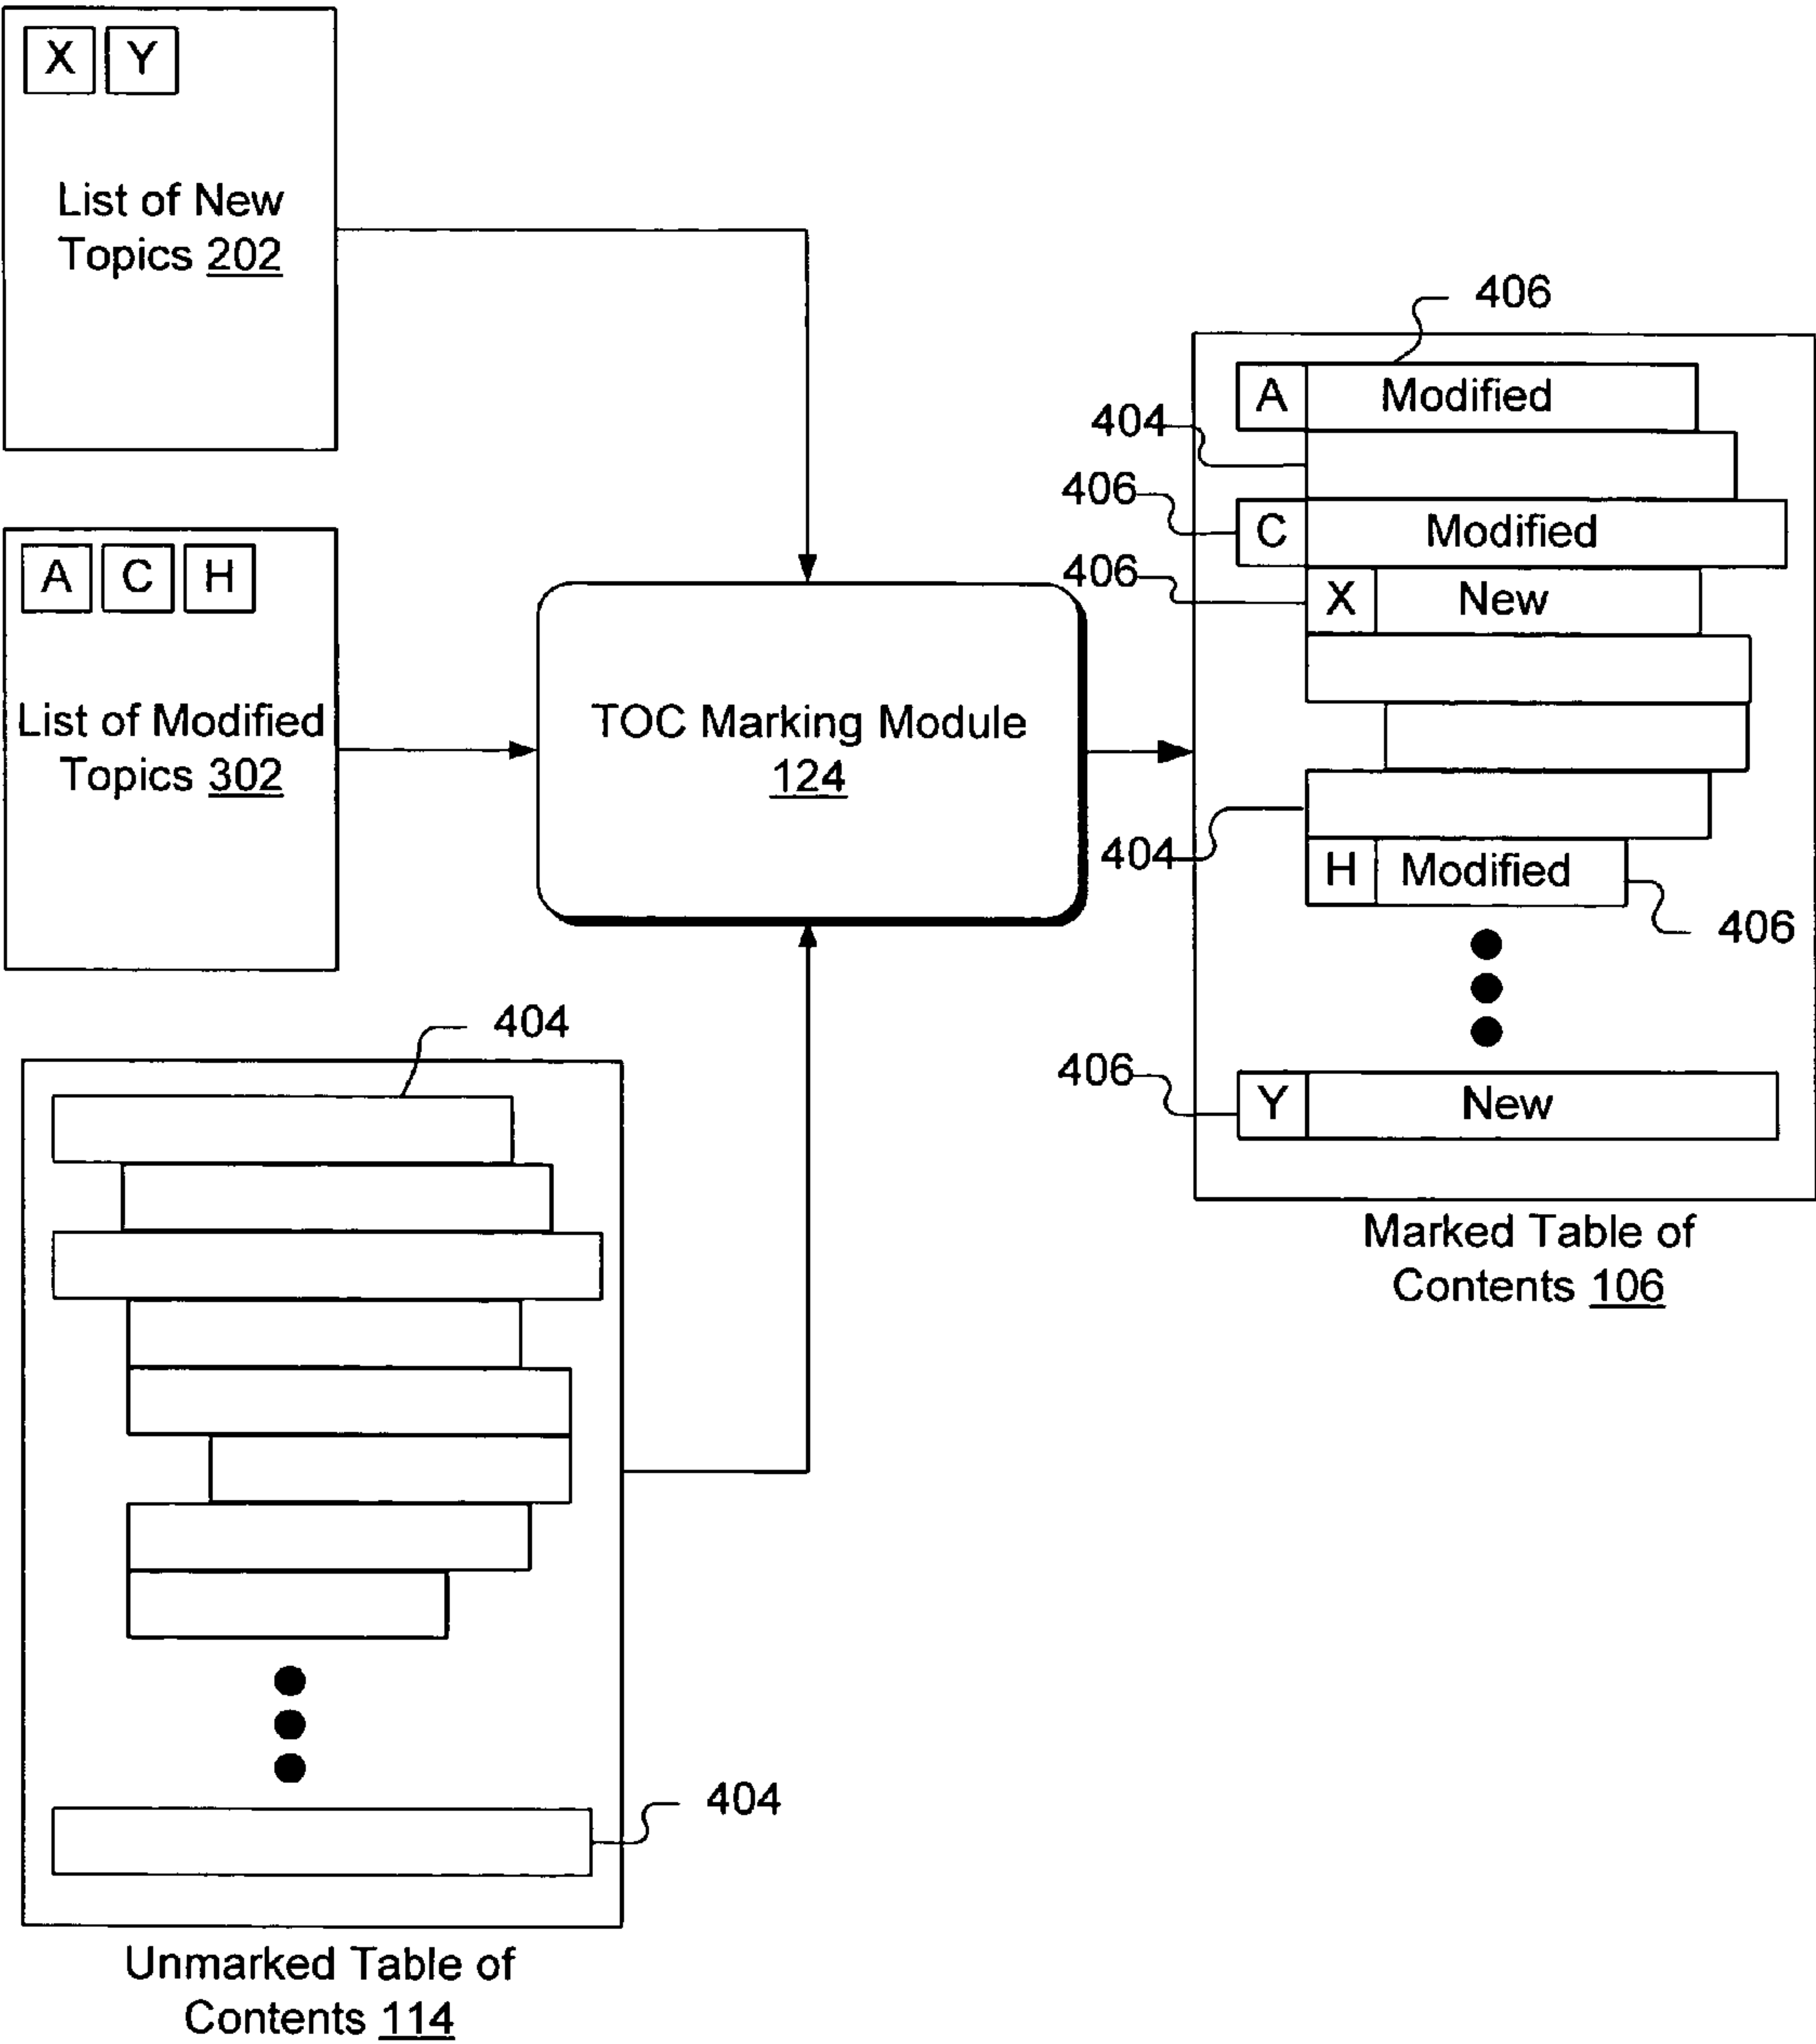 X Y
List of New
Topics 202
A C H
List of Modified
Topics 302
TOC Marking Module
124
404
404
Unmarked Table of
Contents 114
406
A Modified
404
406
C Modified
406
X New
404
H Modified
406
406
Y New
Marked Table of
Contents 106